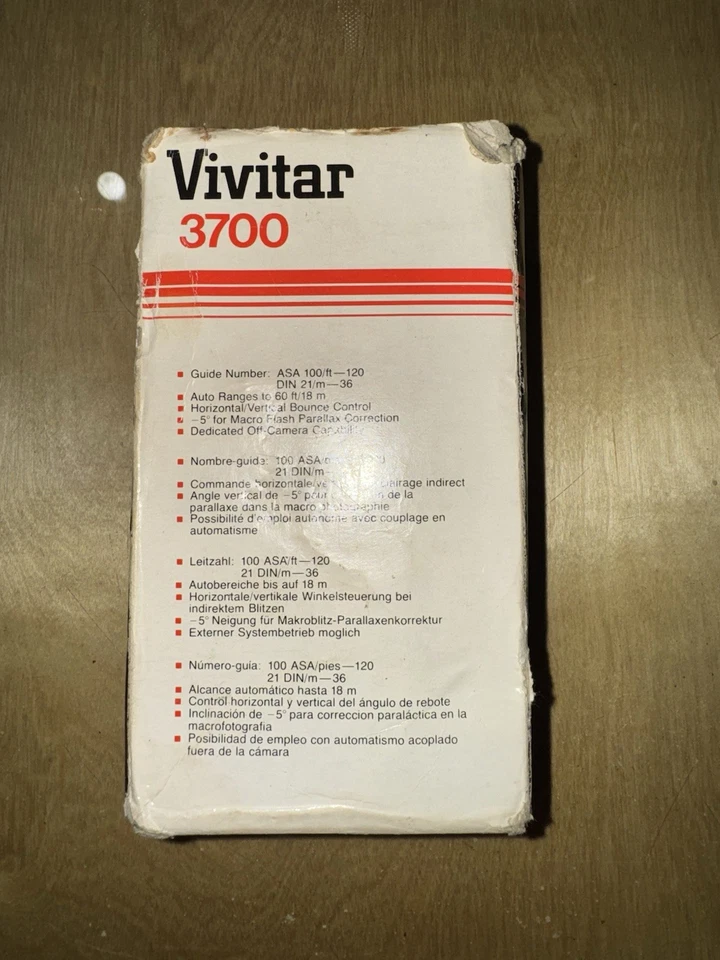 Vivitar
3700
Guide Number: ASA 100/ft—120
DIN 21/m—36
Auto Ranges to 60 ft/18 m
Horizontal/Vertical Bounce Control
−5° for Macro Flash Parallax Correction
Dedicated Off-Camera
Nombre-guide: 100 ASA
21 DIN/m—
Commande horizontale indirect
Angle vertical de −5° pour de la
parallaxe dans la macro
Possibilité d'emploi autonome avec couplage en
automatisme
Leitzahl: 100 ASA/ft—120
21 DIN/m—36
Autobereiche bis auf 18 m
Horizontale/vertikale Winkelsteuerung bei
indirektem Blitzen
−5° Neigung für Makroblitz-Parallaxenkorrektur
Externer Systembetrieb moglich
Número-guia: 100 ASA/pies—120
21 DIN/m—36
Alcance automático hasta 18 m
Control horizontal y vertical del ángulo de rebote
Inclinación de −5° para correccion paraláctica en la
macrofotografia
Posibilidad de empleo con automatismo acoplado
fuera de la cámara